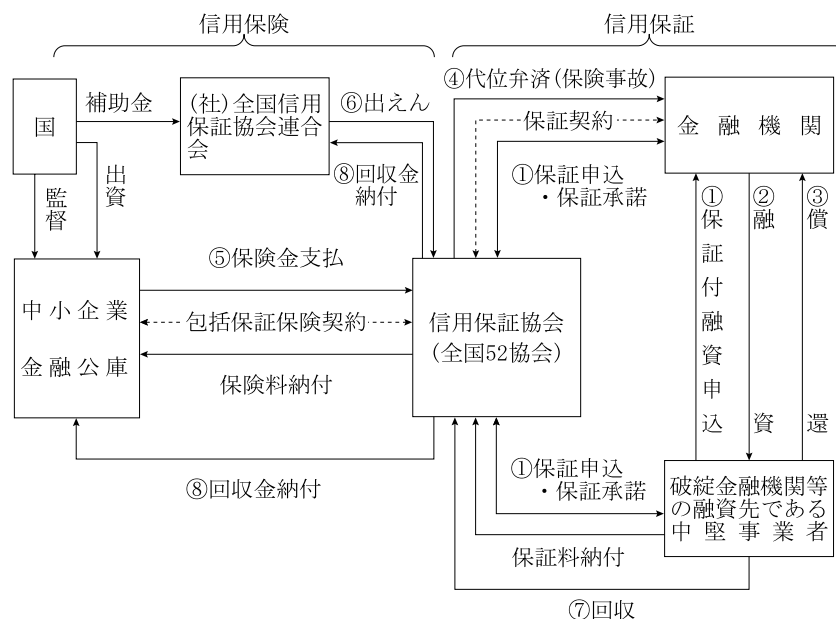 信用保険
信用保証
国
補助金
(社)全国信用
保証協会連合
会
⑥出えん
⑧回収金
納付
監督
出資
④代位弁済(保険事故)
保証契約
①保証申込
・保証承諾
金融機関
①保証付融資申込
②融資
③償還
中小企業
金融公庫
⑤保険金支払
包括保証保険契約
保険料納付
信用保証協会
(全国52協会)
⑧回収金納付
①保証申込
・保証承諾
保証料納付
⑦回収
破綻金融機関等
の融資先である
中堅事業者